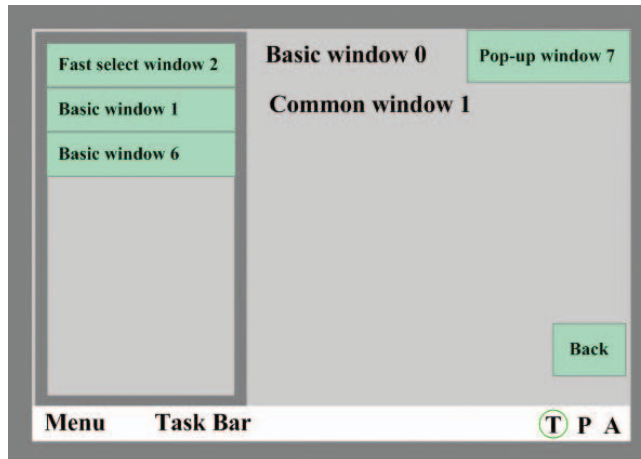 Fast select window 2
Basic window 1
Basic window 6
Basic window 0
Pop-up window 7
Common window 1
Back
Menu Task Bar T P A